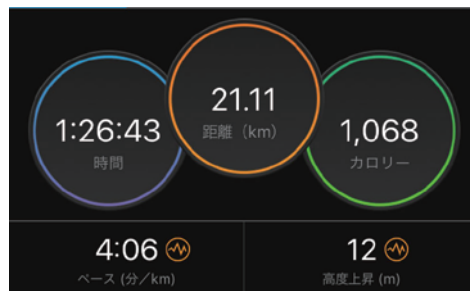 21.11
距離 (km)
1:26:43
時間
1,068
カロリー
4:06
ペース (分/km)
12
高度上昇 (m)